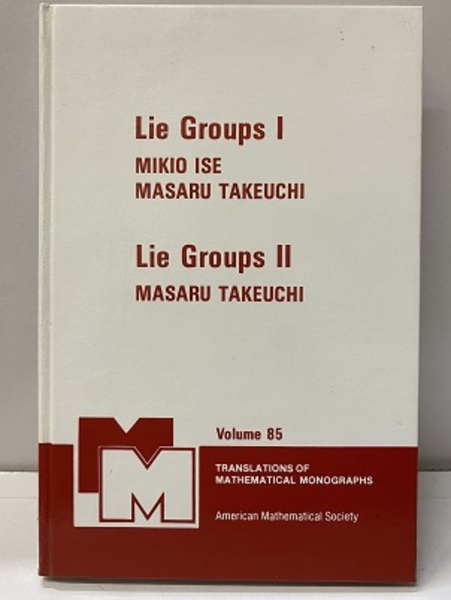 Lie Groups I
MIKIO ISE
MASARU TAKEUCHI
Lie Groups II
MASARU TAKEUCHI
Volume 85
MM
TRANSLATIONS OF
MATHEMATICAL MONOGRAPHS
American Mathematical Society